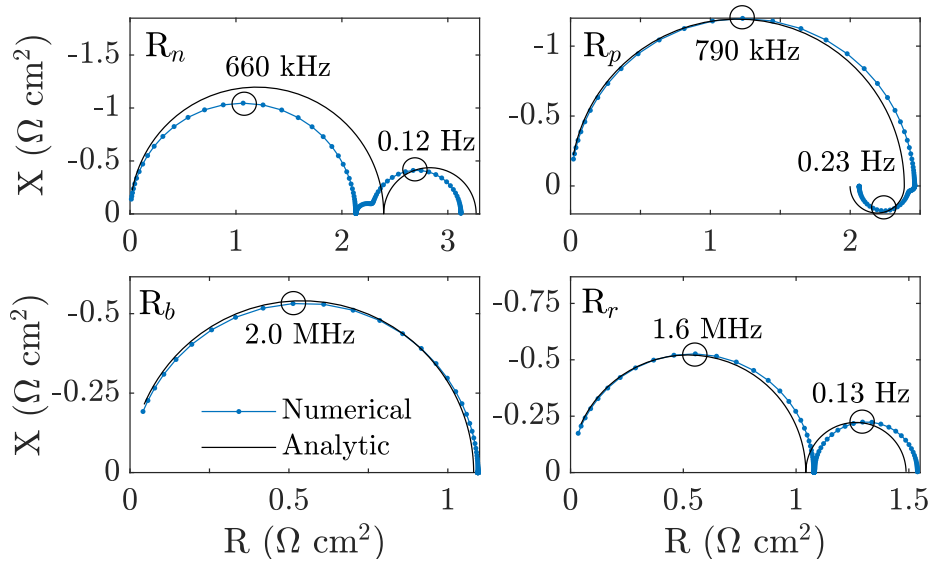 X (Ω cm2)
-1.5
-1
-0.5
0
Rn
660 kHz
0.12 Hz
0
1
2
3
-1
-0.5
0
Rp
790 kHz
0.23 Hz
0
1
2
X (Ω cm2)
-0.5
-0.25
0
Rb
2.0 MHz
Numerical
Analytic
0
0.5
1
R (Ω cm2)
-0.75
-0.5
-0.25
0
Rr
1.6 MHz
0.13 Hz
0
0.5
1
1.5
R (Ω cm2)